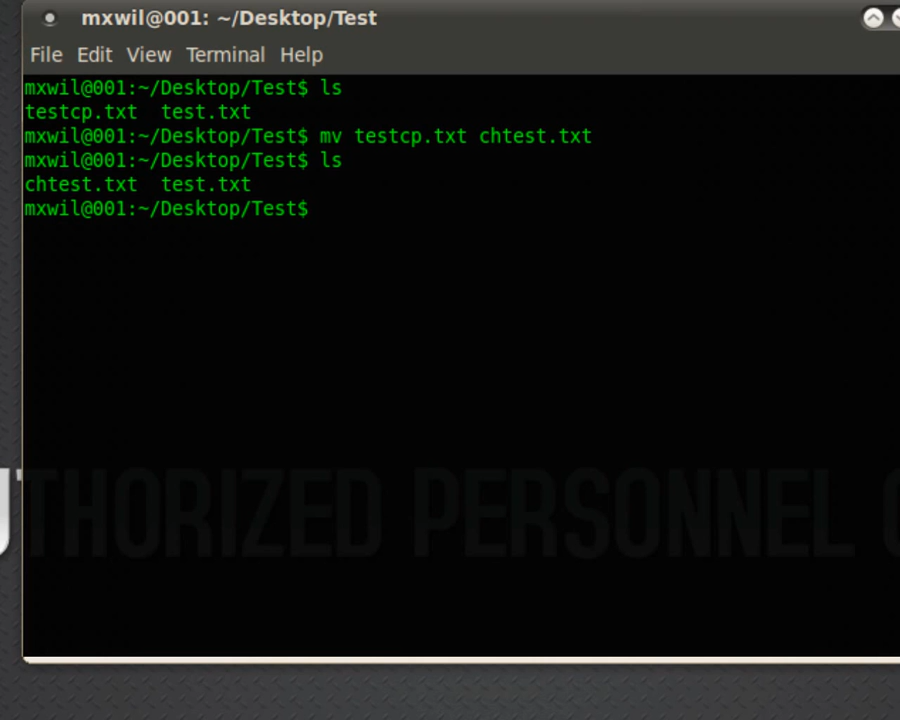 mxwil@001: ~/Desktop/Test
File Edit View Terminal Help
mxwil@001:~/Desktop/Test$ ls
testcp.txt  test.txt
mxwil@001:~/Desktop/Test$ mv testcp.txt chtest.txt
mxwil@001:~/Desktop/Test$ ls
chtest.txt  test.txt
mxwil@001:~/Desktop/Test$
THORIZED PERSONNEL